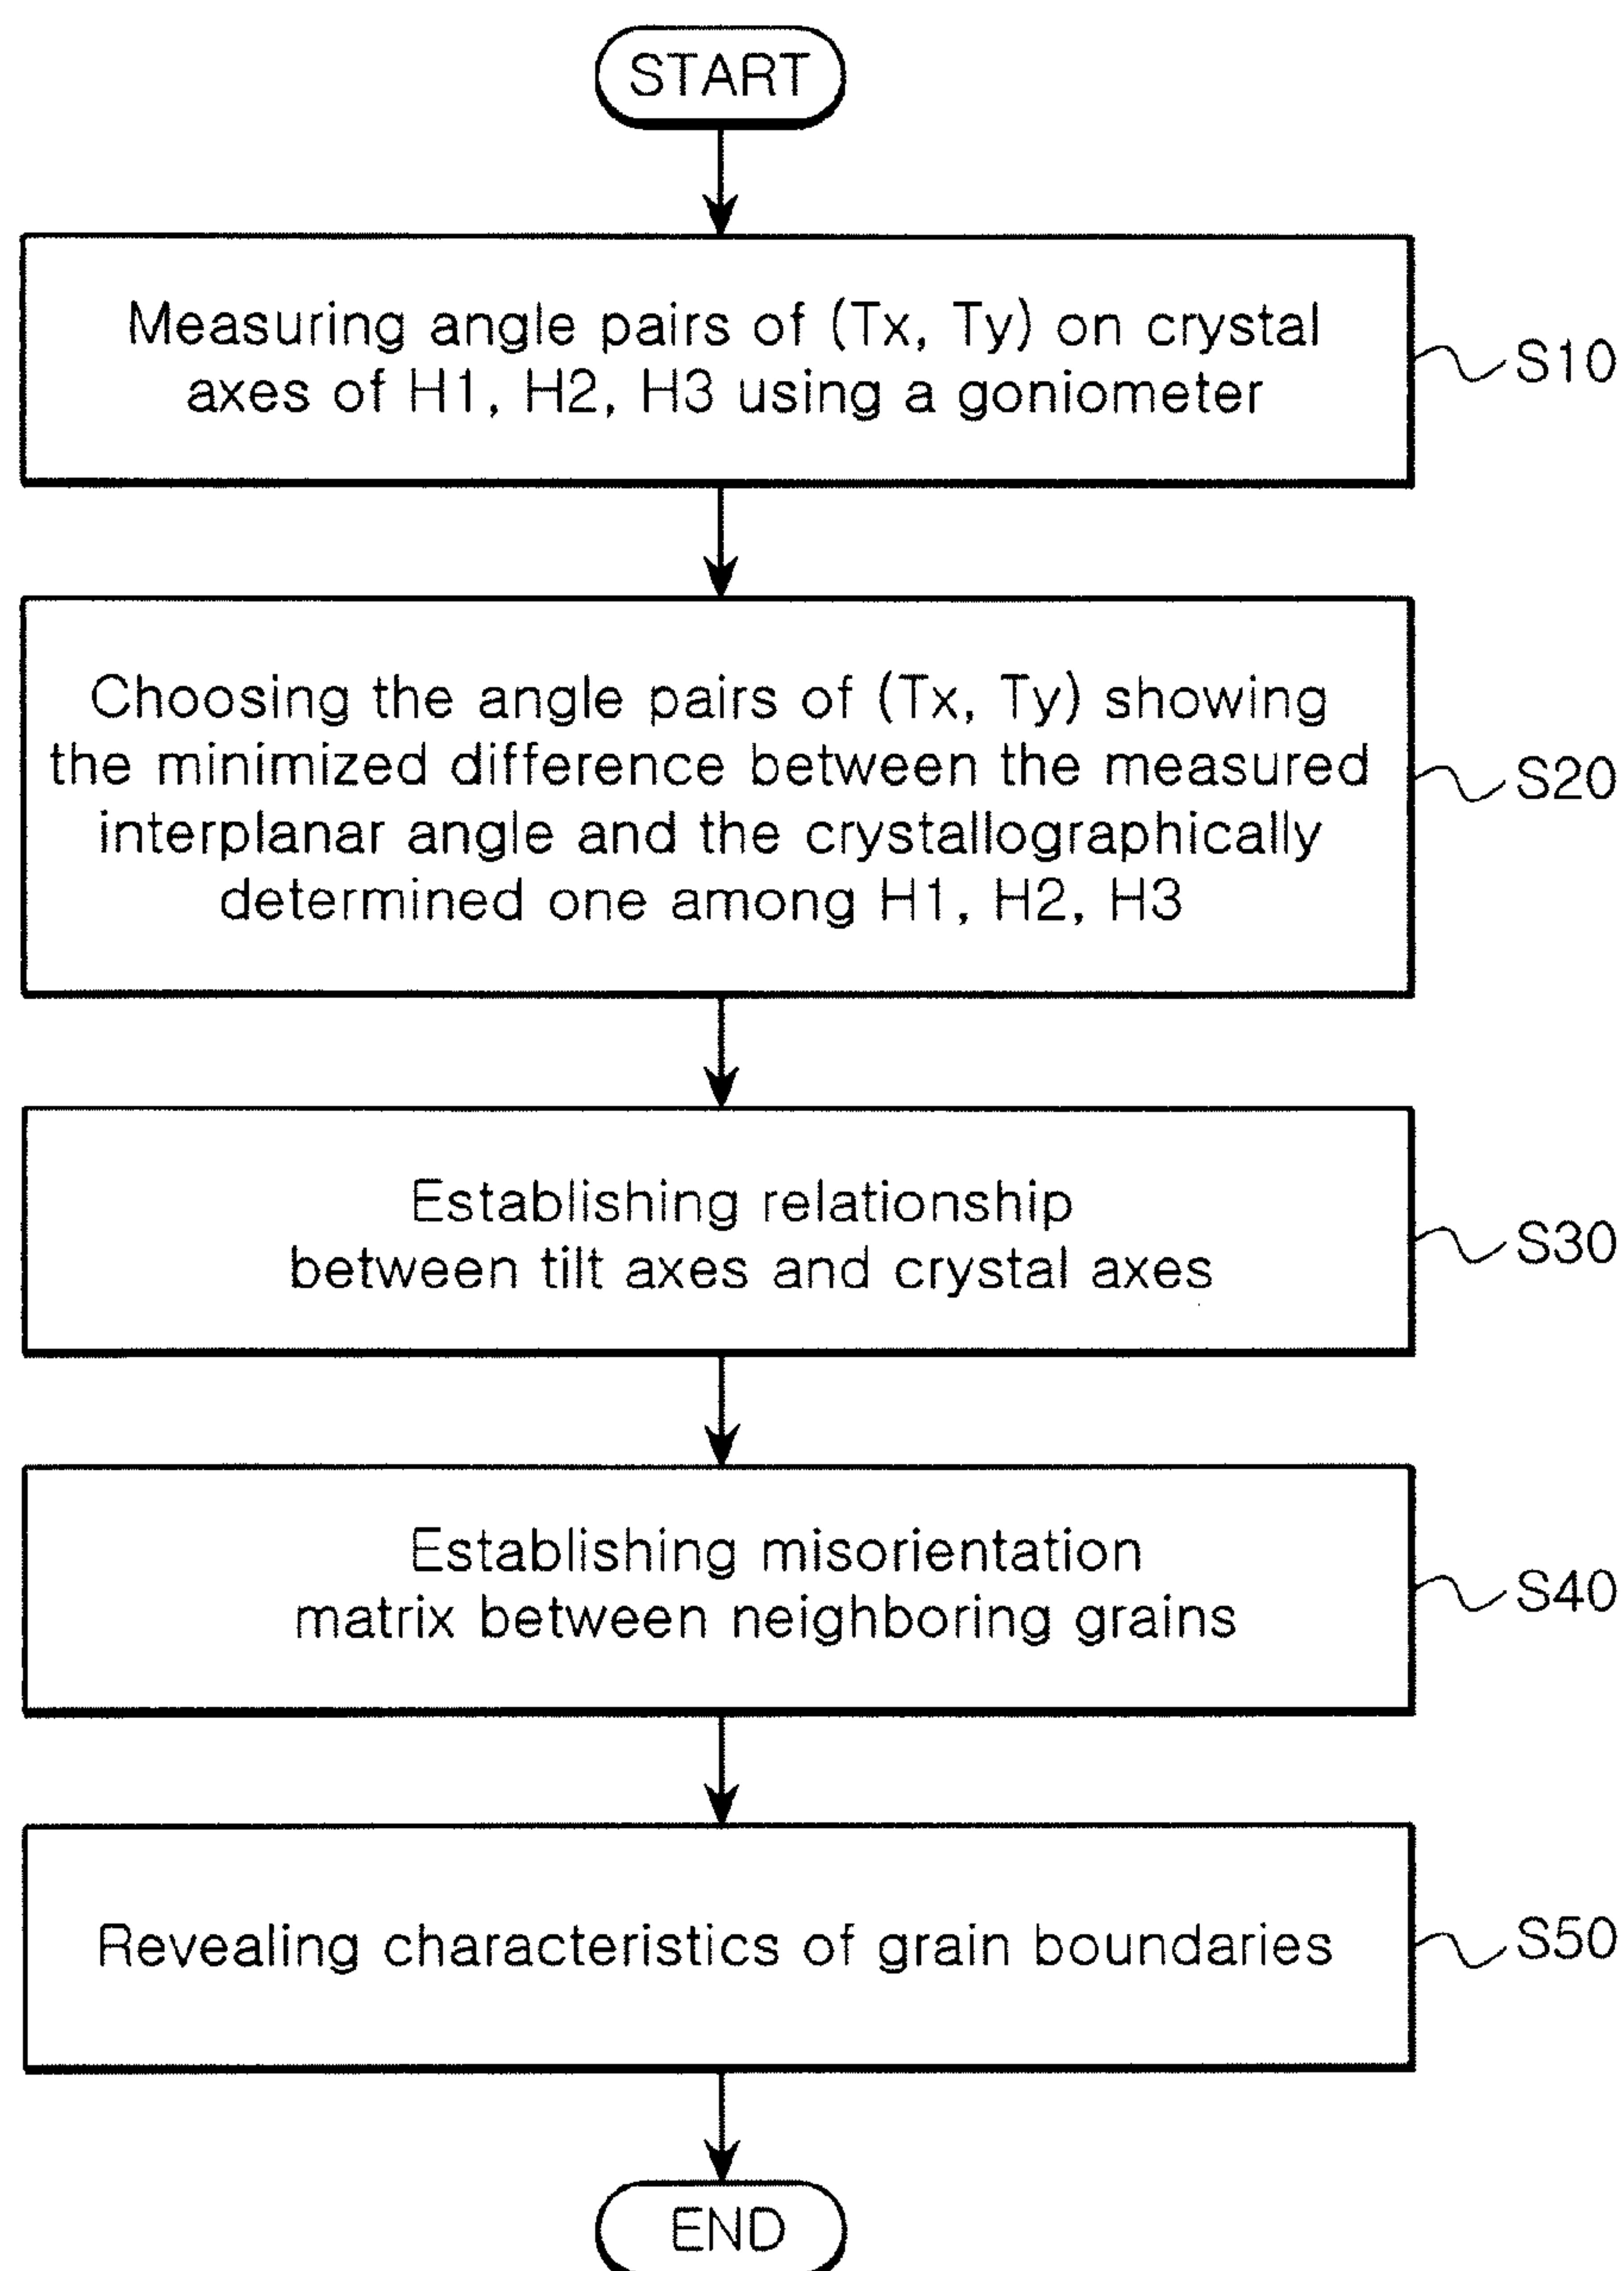 START
Measuring angle pairs of (Tx, Ty) on crystal
axes of H1, H2, H3 using a goniometer
S10
Choosing the angle pairs of (Tx, Ty) showing
the minimized difference between the measured
interplanar angle and the crystallographically
determined one among H1, H2, H3
S20
Establishing relationship
between tilt axes and crystal axes
S30
Establishing misorientation
matrix between neighboring grains
S40
Revealing characteristics of grain boundaries
S50
END